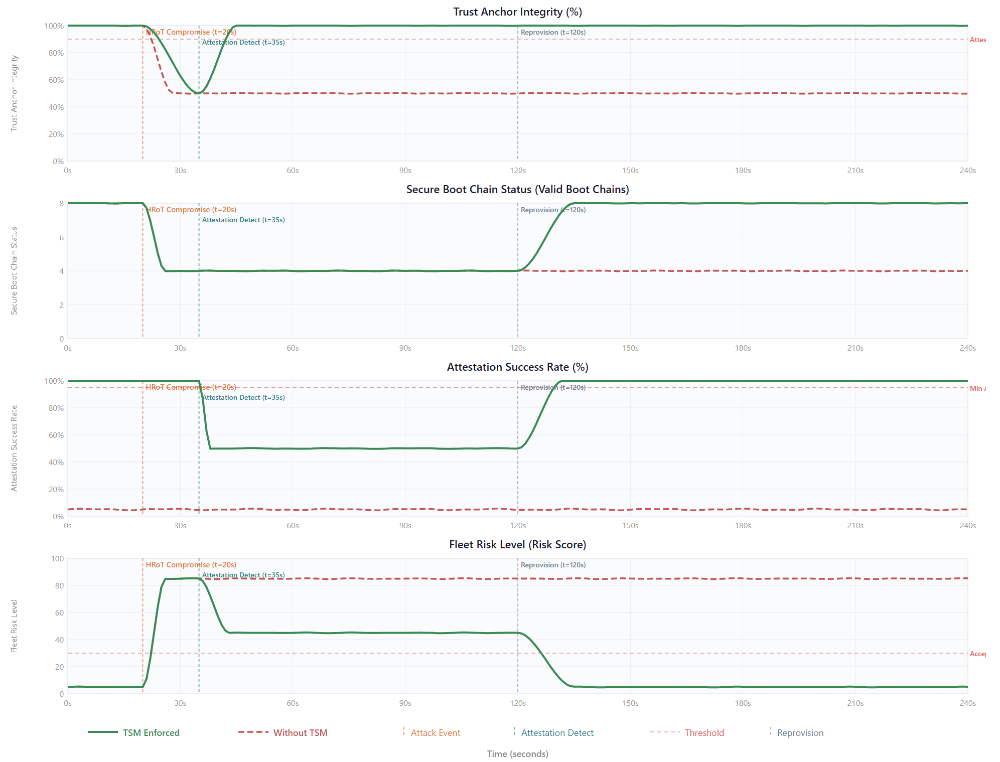 Trust Anchor Integrity (%)
100%
80%
60%
40%
20%
0%
Trust Anchor Integrity
HRoT Compromise (t=20s)
Attestation Detect (t=35s)
Reprovision (t=120s)
Attes
0s 30s 60s 90s 120s 150s 180s 210s 240s
Secure Boot Chain Status (Valid Boot Chains)
8
6
4
2
0
Secure Boot Chain Status
HRoT Compromise (t=20s)
Attestation Detect (t=35s)
Reprovision (t=120s)
0s 30s 60s 90s 120s 150s 180s 210s 240s
Attestation Success Rate (%)
100%
80%
60%
40%
20%
0%
Attestation Success Rate
HRoT Compromise (t=20s)
Attestation Detect (t=35s)
Reprovision (t=120s)
Min
0s 30s 60s 90s 120s 150s 180s 210s 240s
Fleet Risk Level (Risk Score)
100
80
60
40
20
0
Fleet Risk Level
HRoT Compromise (t=20s)
Attestation Detect (t=35s)
Reprovision (t=120s)
0s 30s 60s 90s 120s 150s 180s 210s 240s
TSM Enforced Without TSM Attack Event Attestation Detect Threshold Reprovision
Time (seconds)